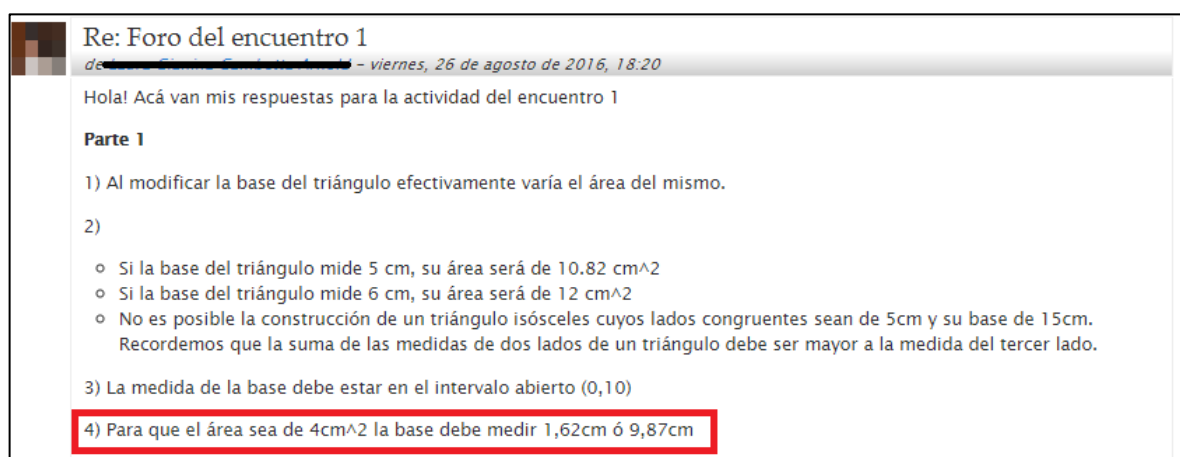 Re: Foro del encuentro 1
de - viernes, 26 de agosto de 2016, 18:20
Hola! Acá van mis respuestas para la actividad del encuentro 1
Parte 1
1) Al modificar la base del triángulo efectivamente varía el área del mismo.
2)
Si la base del triángulo mide 5 cm, su área será de 10.82 cm^2
Si la base del triángulo mide 6 cm, su área será de 12 cm^2
No es posible la construcción de un triángulo isósceles cuyos lados congruentes sean de 5cm y su base de 15cm.
Recordemos que la suma de las medidas de dos lados de un triángulo debe ser mayor a la medida del tercer lado.
3) La medida de la base debe estar en el intervalo abierto (0,10)
4) Para que el área sea de 4cm^2 la base debe medir 1,62cm ó 9,87cm